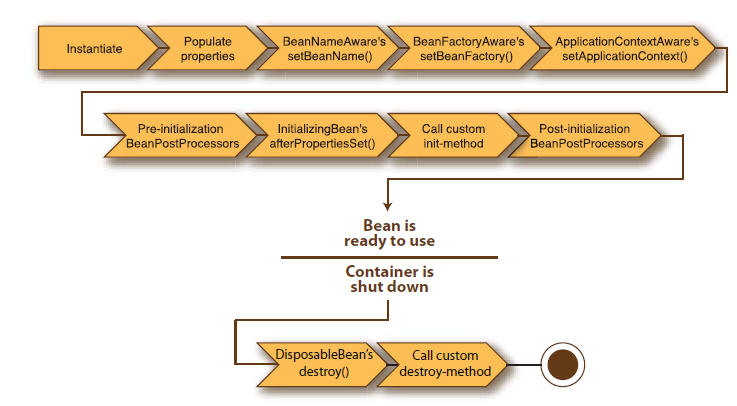 Instantiate
Populate
properties
BeanNameAware's
setBeanName()
BeanFactoryAware's
setBeanFactory()
ApplicationContextAware's
setApplicationContext()
Pre-initialization
BeanPostProcessors
InitializingBean's
afterPropertiesSet()
Call custom
init-method
Post-initialization
BeanPostProcessors
Bean is
ready to use
Container is
shut down
DisposableBean's
destroy()
Call custom
destroy-method